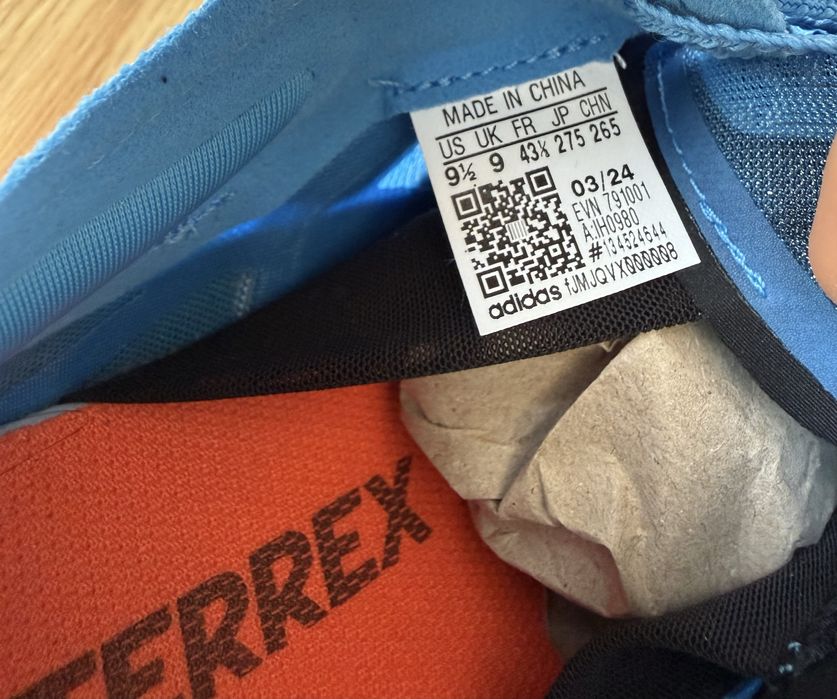 MADE IN CHINA
US UK FR JP CHN
9½ 9 43⅓ 275 265
03/24
EVN 791001
A:IH0980
#134524644
adidas fJMJQVX000008
TERREX